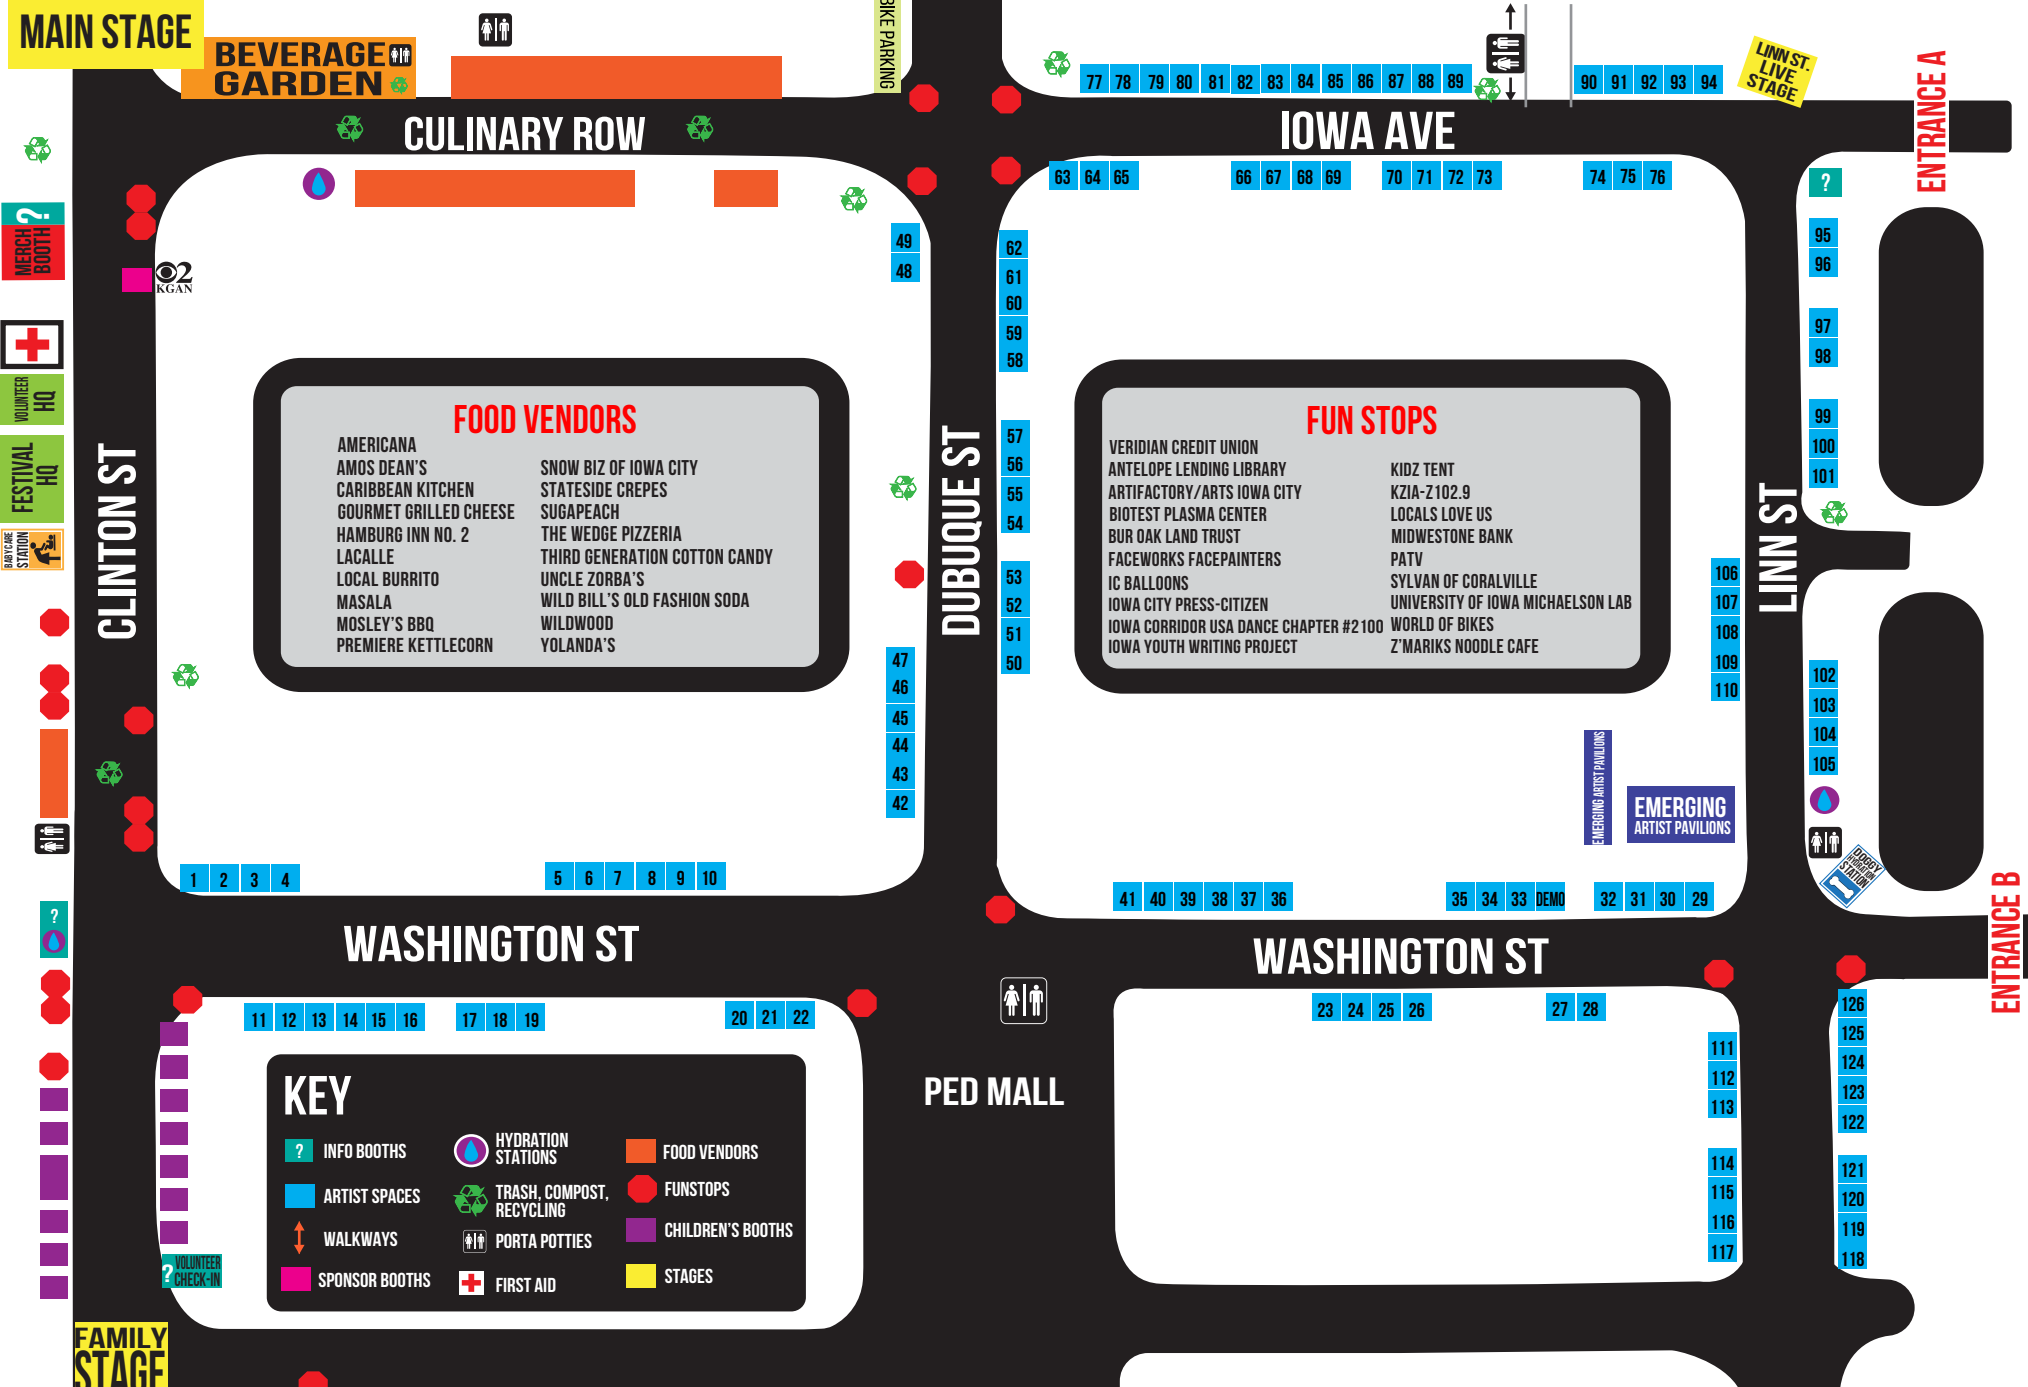 MAIN STAGE
BEVERAGE
GARDEN
BIKE PARKING
77 78 79 80 81 82 83 84 85 86 87 88 89
90 91 92 93 94
LINN ST.
LIVE
STAGE
ENTRANCE A
CULINARY ROW
IOWA AVE
63 64 65
66 67 68 69
70 71 72 73
74 75 76
?
?
MERCH
BOOTH
2
KGAN
49
48
62
61
60
59
58
95
96
97
98
VOLUNTEER
HQ
FESTIVAL
HQ
BABY CARE
STATION
CLINTON ST
FOOD VENDORS
AMERICANA
AMOS DEAN'S
CARIBBEAN KITCHEN
GOURMET GRILLED CHEESE
HAMBURG INN NO. 2
LACALLE
LOCAL BURRITO
MASALA
MOSLEY'S BBQ
PREMIERE KETTLECORN
SNOW BIZ OF IOWA CITY
STATESIDE CREPES
SUGAPEACH
THE WEDGE PIZZERIA
THIRD GENERATION COTTON CANDY
UNCLE ZORBA'S
WILD BILL'S OLD FASHION SODA
WILDWOOD
YOLANDA'S
DUBUQUE ST
57
56
55
54
53
52
51
50
47
46
45
44
43
42
FUN STOPS
VERIDIAN CREDIT UNION
ANTELOPE LENDING LIBRARY
ARTIFACTORY/ARTS IOWA CITY
BIOTEST PLASMA CENTER
BUR OAK LAND TRUST
FACEWORKS FACEPAINTERS
IC BALLOONS
IOWA CITY PRESS-CITIZEN
IOWA CORRIDOR USA DANCE CHAPTER #2100
IOWA YOUTH WRITING PROJECT
KIDZ TENT
KZIA-Z102.9
LOCALS LOVE US
MIDWESTONE BANK
PATV
SYLVAN OF CORALVILLE
UNIVERSITY OF IOWA MICHAELSON LAB
WORLD OF BIKES
Z'MARIKS NOODLE CAFE
LINN ST
99
100
101
106
107
108
109
110
102
103
104
105
EMERGING ARTIST PAVILIONS
EMERGING
ARTIST PAVILIONS
DOGGY
HYDRATION
STATION
ENTRANCE B
1 2 3 4
5 6 7 8 9 10
41 40 39 38 37 36
35 34 33 DEMO
32 31 30 29
?
WASHINGTON ST
WASHINGTON ST
11 12 13 14 15 16
17 18 19
20 21 22
23 24 25 26
27 28
PED MALL
111
112
113
114
115
116
117
126
125
124
123
122
121
120
119
118
KEY
? INFO BOOTHS
ARTIST SPACES
WALKWAYS
SPONSOR BOOTHS
HYDRATION
STATIONS
TRASH, COMPOST,
RECYCLING
PORTA POTTIES
FIRST AID
FOOD VENDORS
FUNSTOPS
CHILDREN'S BOOTHS
STAGES
? VOLUNTEER
CHECK-IN
FAMILY
STAGE